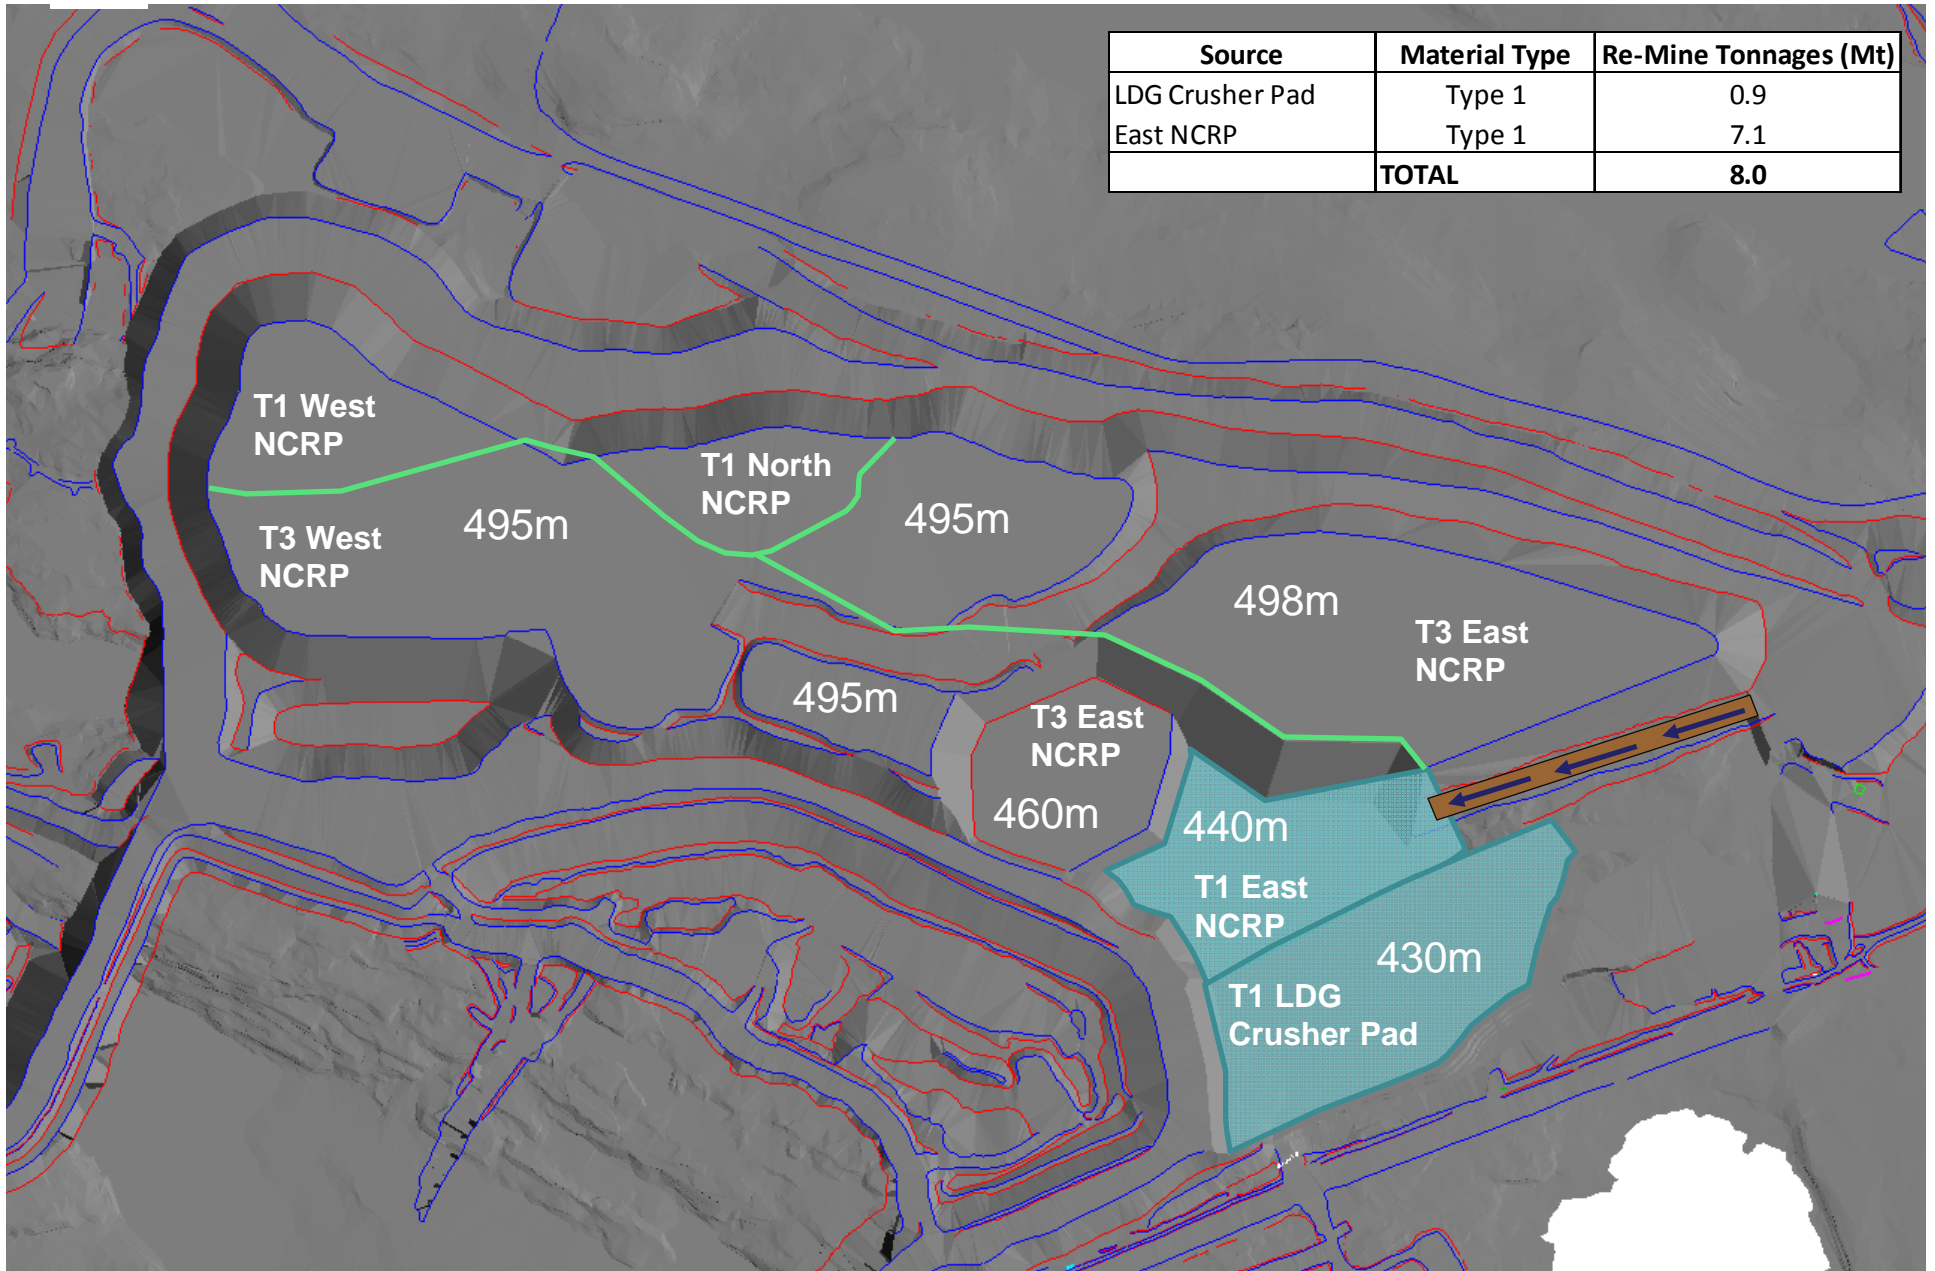 Source Material Type Re-Mine Tonnages (Mt)
LDG Crusher Pad Type 1 0.9
East NCRP Type 1 7.1
TOTAL 8.0
T1 West
NCRP
T1 North
NCRP
495m
495m
T3 West
NCRP
498m
T3 East
NCRP
495m
T3 East
NCRP
460m
440m
T1 East
NCRP
430m
T1 LDG
Crusher Pad